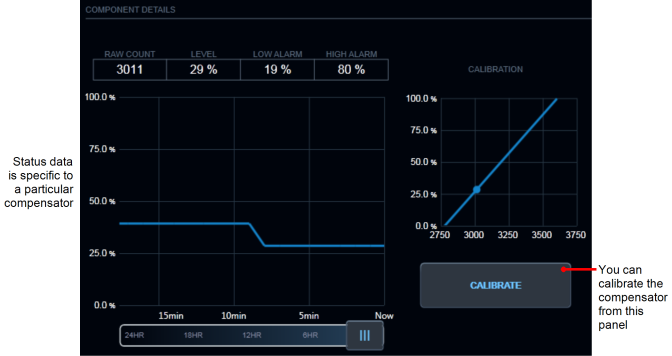 COMPONENT DETAILS
RAW COUNT LEVEL LOW ALARM HIGH ALARM
3011 29 % 19 % 80 %
CALIBRATION
100.0 %
75.0 %
50.0 %
25.0 %
0.0 %
15min 10min 5min Now
24HR 18HR 12HR 6HR
100.0 %
75.0 %
50.0 %
25.0 %
0.0 %
2750 3000 3250 3500 3750
CALIBRATE
Status data
is specific to
a particular
compensator
You can
calibrate the
compensator
from this
panel